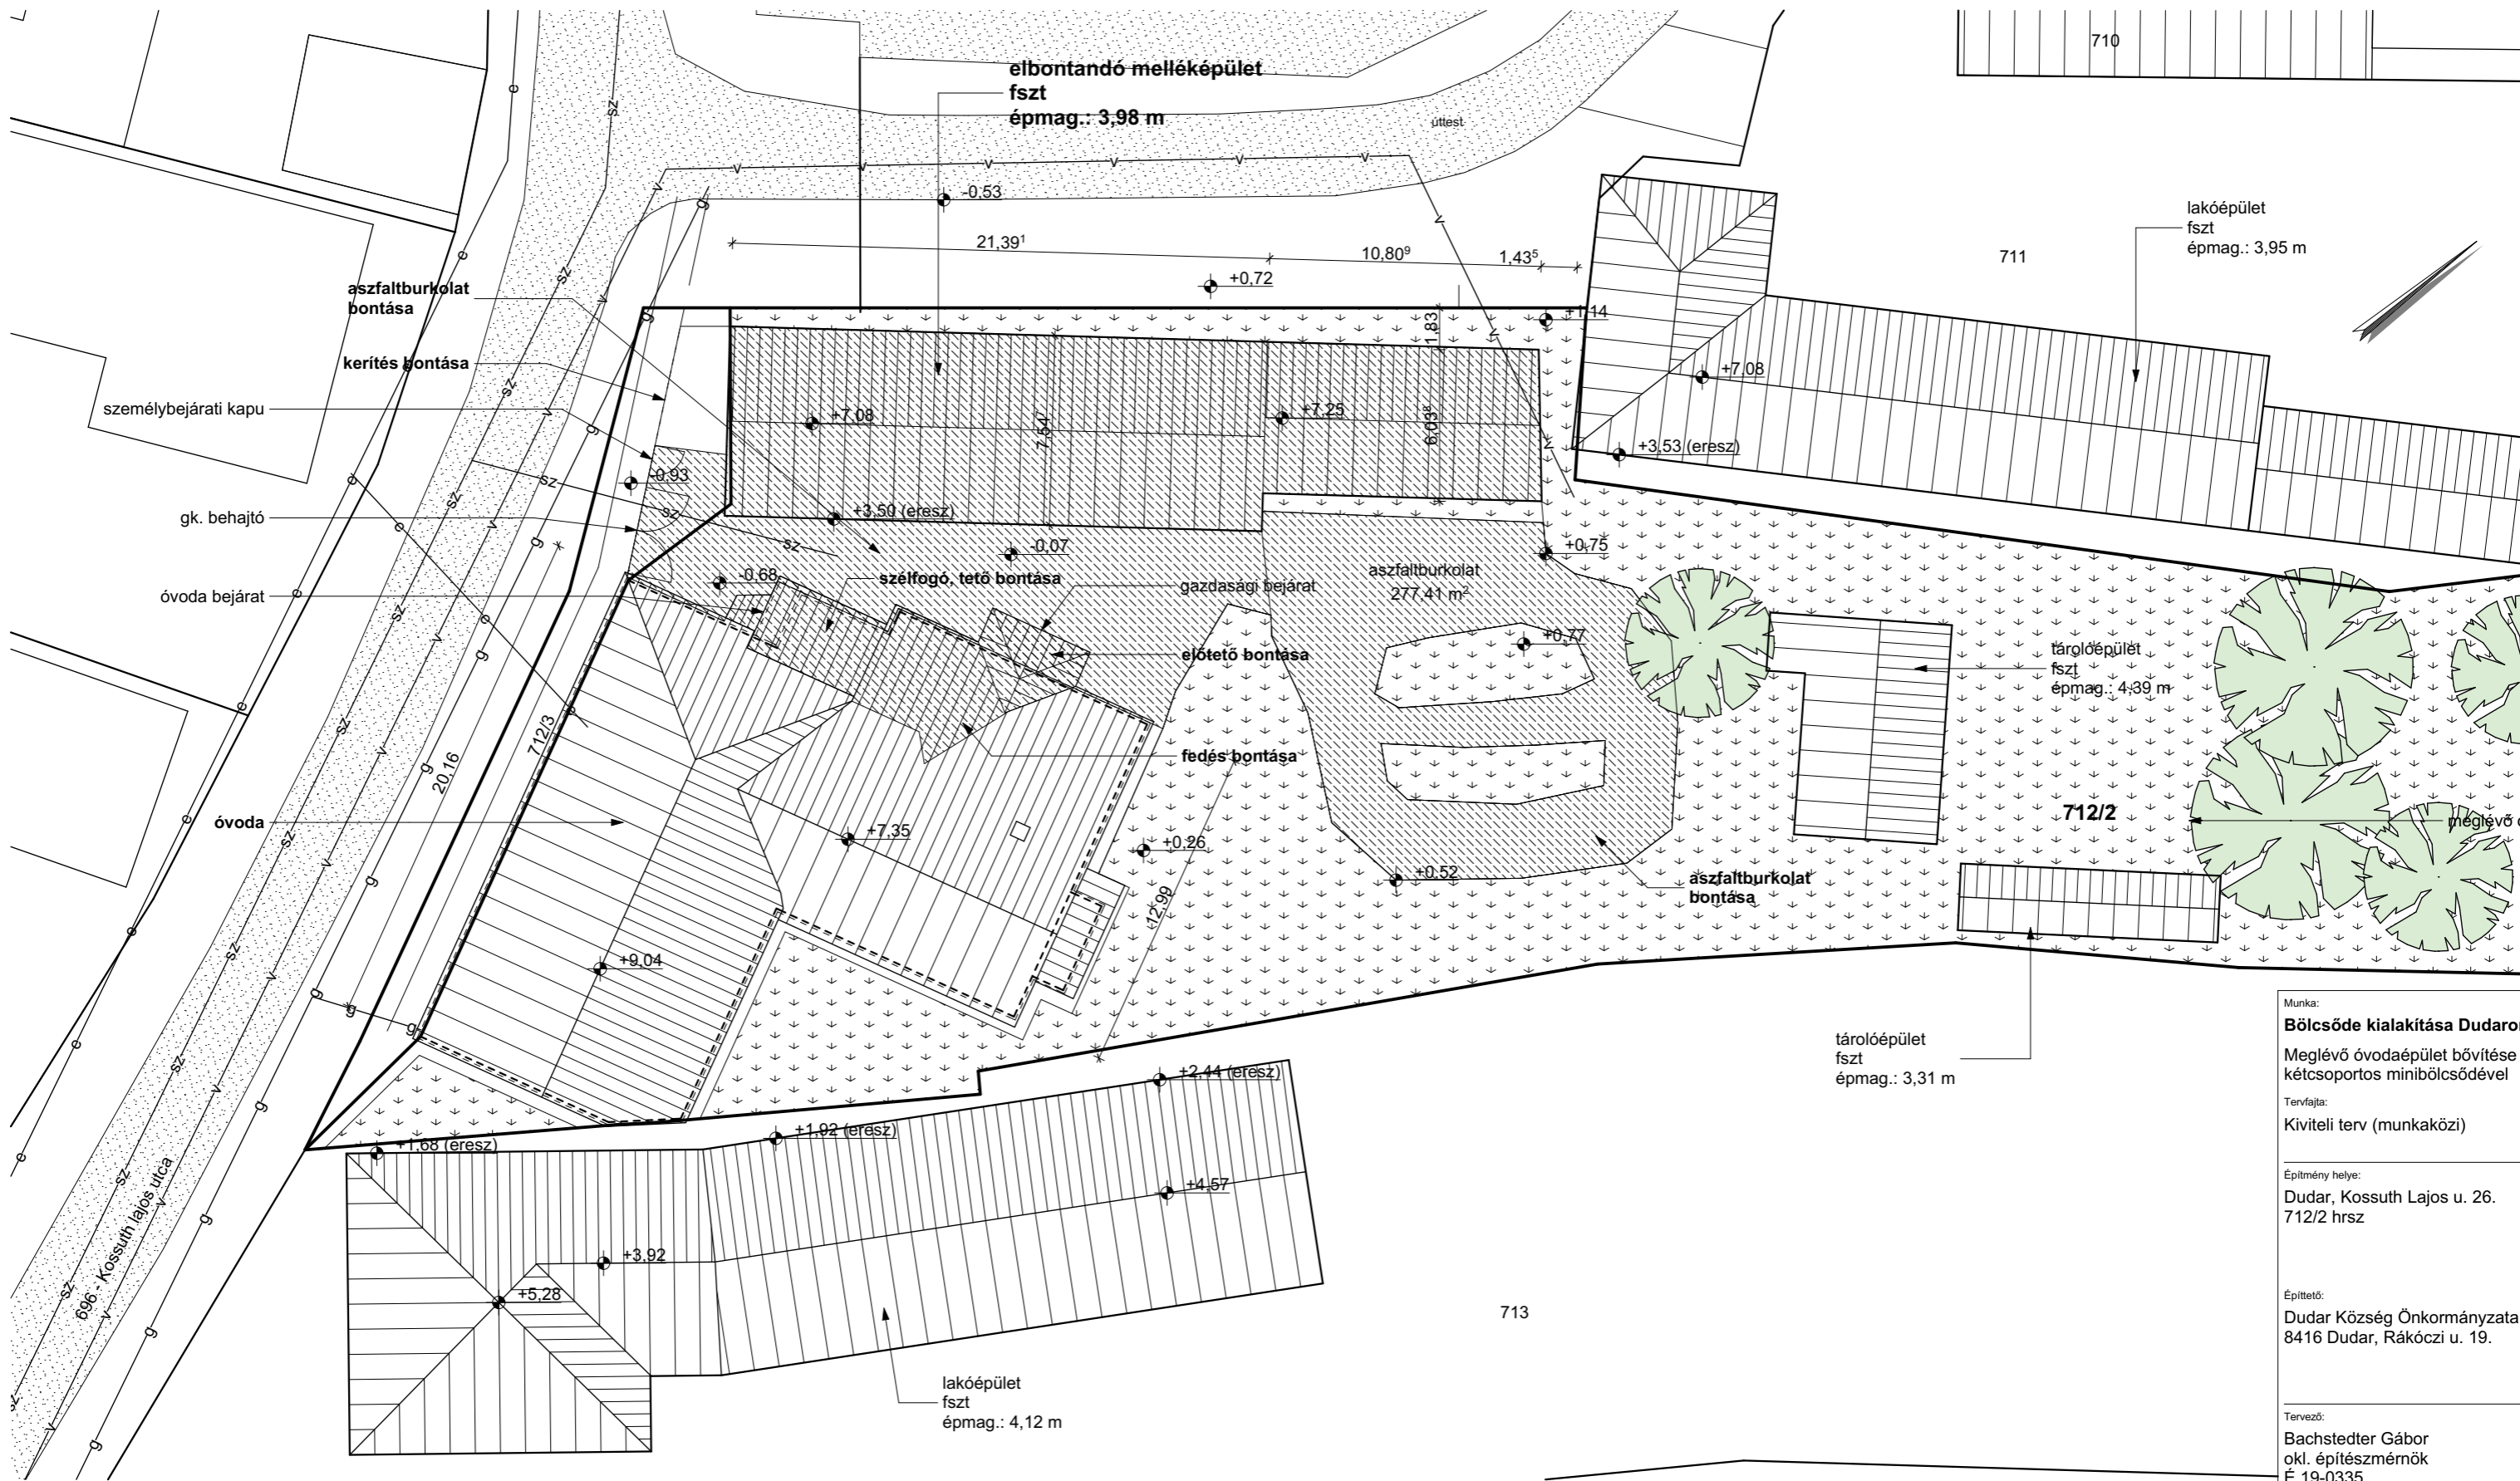 elbontandó melléképület
fszt
épmag.: 3,98 m
710
úttest
-0,53
lakóépület
fszt
épmag.: 3,95 m
711
21,39¹
10,80⁹
1,43⁵
+0,72
aszfaltburkolat
bontása
+1,14
1,83
kerítés bontása
+7,08
személybejárati kapu
+7,08
7,54⁷
+7,25
6,03⁸
+3,53 (eresz)
-0,93
gk. behajtó
+3,50 (eresz)
-0,07
+0,75
-0,68
szélfogó, tető bontása
gazdasági bejárat
aszfaltburkolat
277,41 m²
óvoda bejárat
+0,77
előtető bontása
tárolóépület
fszt
épmag.: 4,39 m
712/3
20,16
fedés bontása
óvoda
+7,35
+0,26
712/2
meglévő
+0,52
aszfaltburkolat
bontása
12,99
+9,04
tárolóépület
fszt
épmag.: 3,31 m
+2,44 (eresz)
+1,92 (eresz)
+1,68 (eresz)
+4,57
+3,92
+5,28
696 - Kossuth lajos utca
713
lakóépület
fszt
épmag.: 4,12 m
sz
v
g
e
o
Munka:
Bölcsőde kialakítása Dudaron
Meglévő óvodaépület bővítése
kétcsoportos minibölcsődével
Tervfajta:
Kiviteli terv (munkaközi)
Építmény helye:
Dudar, Kossuth Lajos u. 26.
712/2 hrsz
Építtető:
Dudar Község Önkormányzata
8416 Dudar, Rákóczi u. 19.
Tervező:
Bachstedter Gábor
okl. építészmérnök
É 19-0335